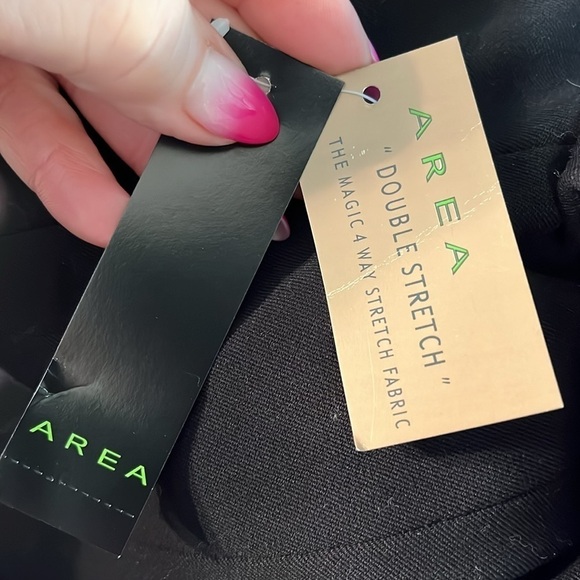 AREA
AREA
" DOUBLE STRETCH "
THE MAGIC 4 WAY STRETCH FABRIC